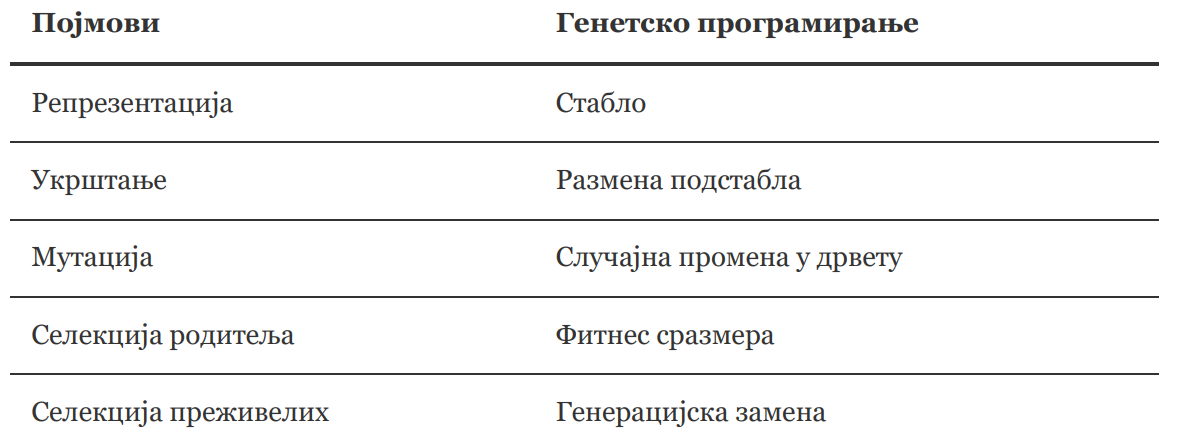 Појмови Генетско програмирање
Репрезентација Стабло
Укрштање Размена подстабла
Мутација Случајна промена у дрвету
Селекција родитеља Фитнес сразмера
Селекција преживелих Генерацијска замена